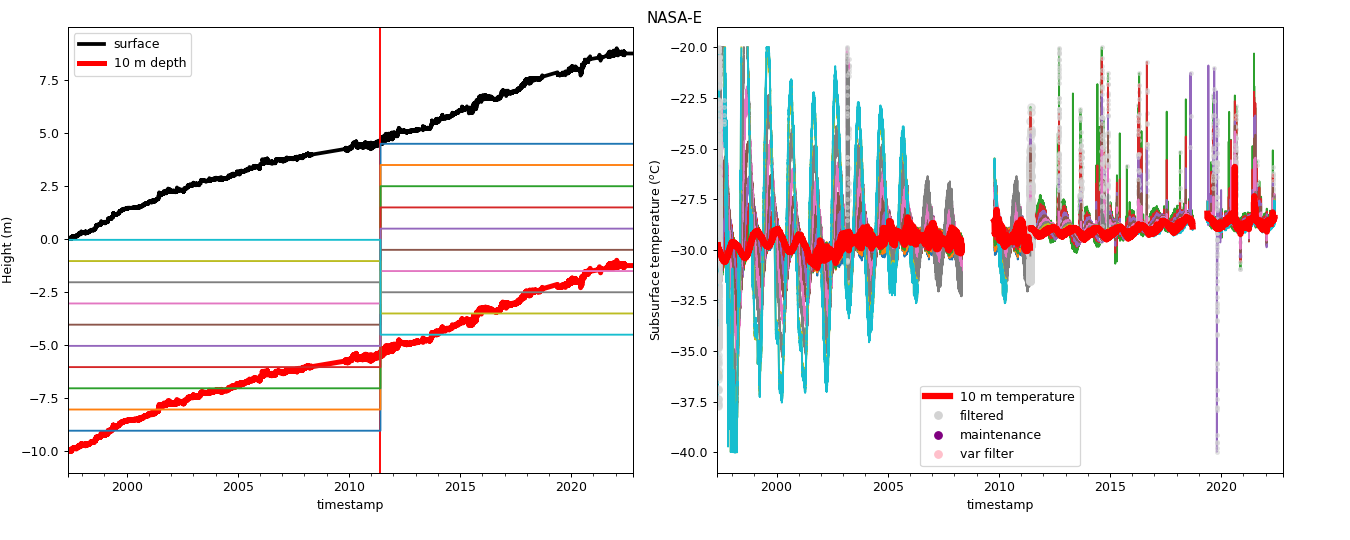 NASA-E
surface
10 m depth
7.5
5.0
2.5
0.0
−2.5
−5.0
−7.5
−10.0
Height (m)
2000
2005
2010
2015
2020
timestamp
−20.0
−22.5
−25.0
−27.5
−30.0
−32.5
−35.0
−37.5
−40.0
Subsurface temperature (°C)
10 m temperature
filtered
maintenance
var filter
2000
2005
2010
2015
2020
timestamp